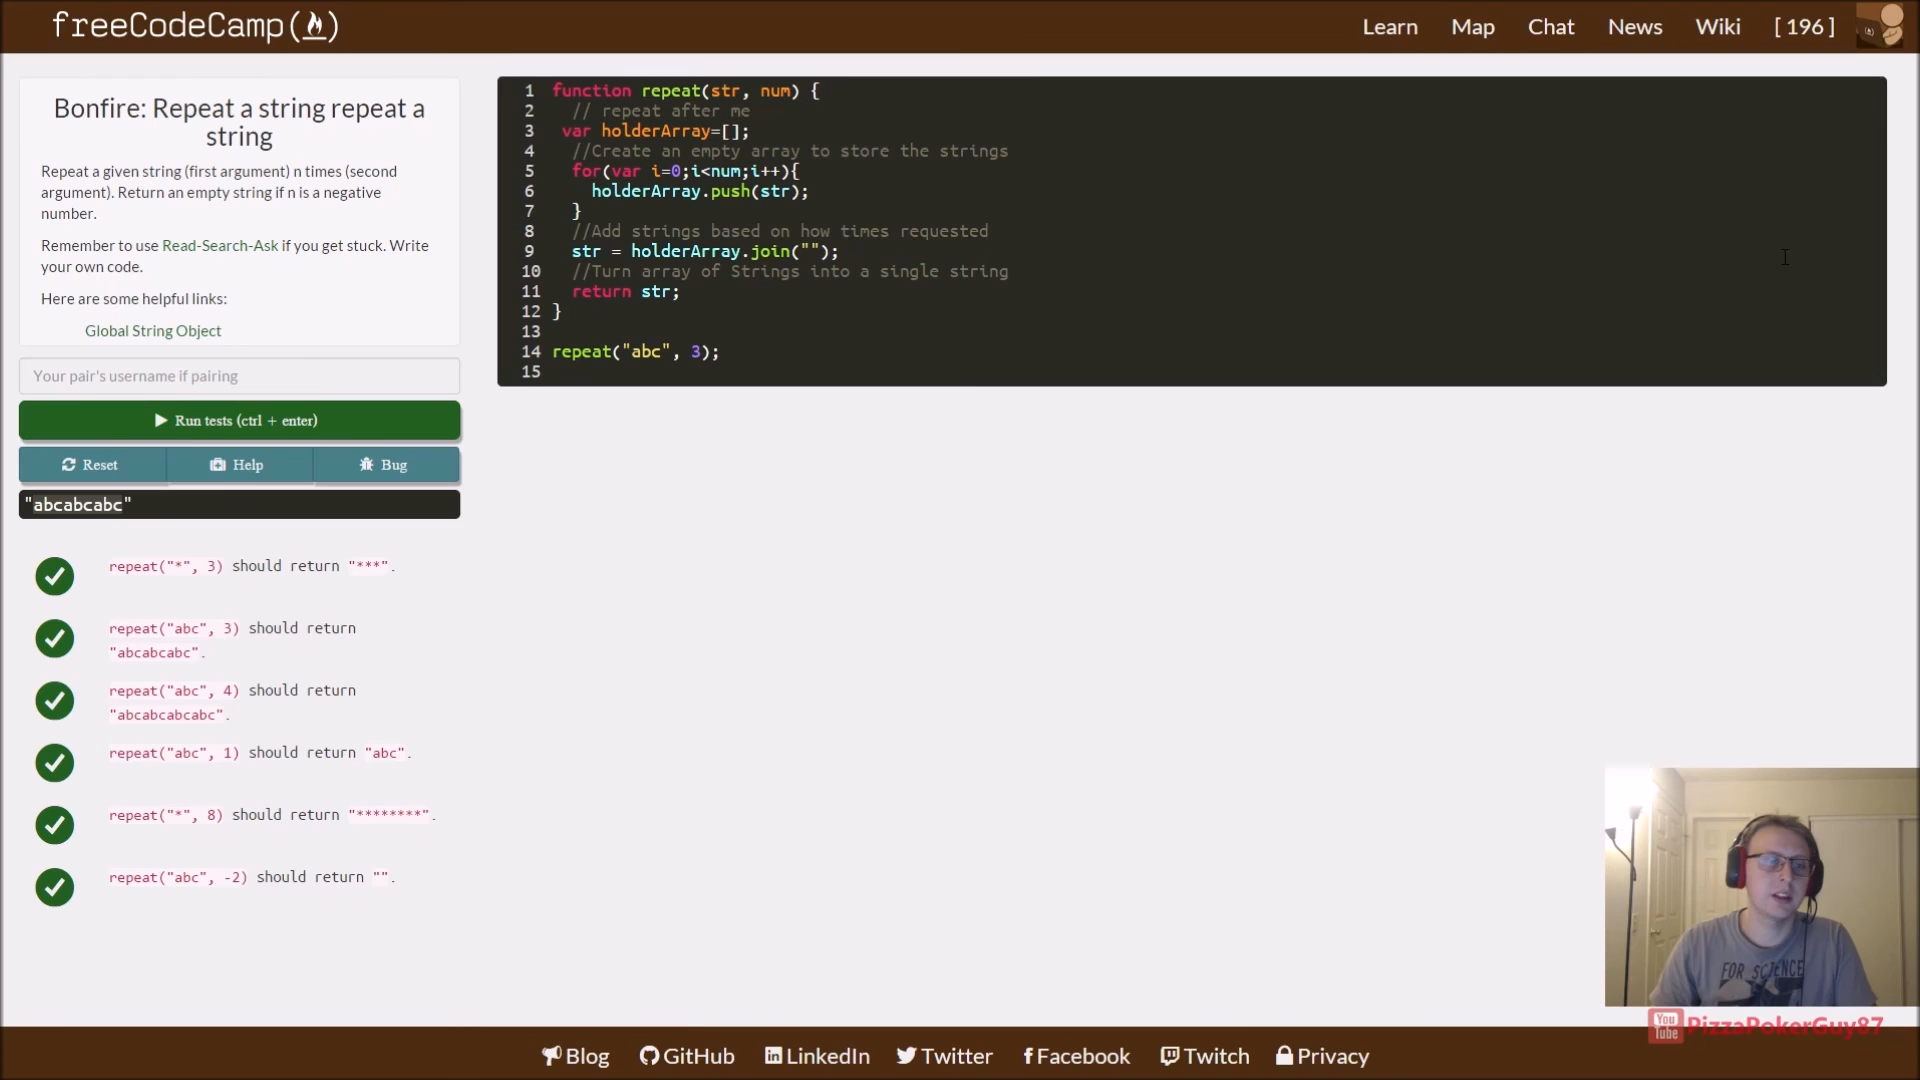 freeCodeCamp(🔥)
Learn Map Chat News Wiki [ 196 ]
Bonfire: Repeat a string repeat a
string
Repeat a given string (first argument) n times (second
argument). Return an empty string if n is a negative
number.
Remember to use Read-Search-Ask if you get stuck. Write
your own code.
Here are some helpful links:
Global String Object
Your pair's username if pairing
Run tests (ctrl + enter)
Reset Help Bug
"abcabcabc"
repeat("*", 3) should return "***".
repeat("abc", 3) should return
"abcabcabc".
repeat("abc", 4) should return
"abcabcabcabc".
repeat("abc", 1) should return "abc".
repeat("*", 8) should return "********".
repeat("abc", -2) should return "".
1 function repeat(str, num) {
2 // repeat after me
3 var holderArray=[];
4 //Create an empty array to store the strings
5 for(var i=0;i<num;i++){
6 holderArray.push(str);
7 }
8 //Add strings based on how times requested
9 str = holderArray.join("");
10 //Turn array of Strings into a single string
11 return str;
12 }
13
14 repeat("abc", 3);
15
FOR SCIENCE
You Tube PizzaPokerGuy87
Blog GitHub LinkedIn Twitter Facebook Twitch Privacy